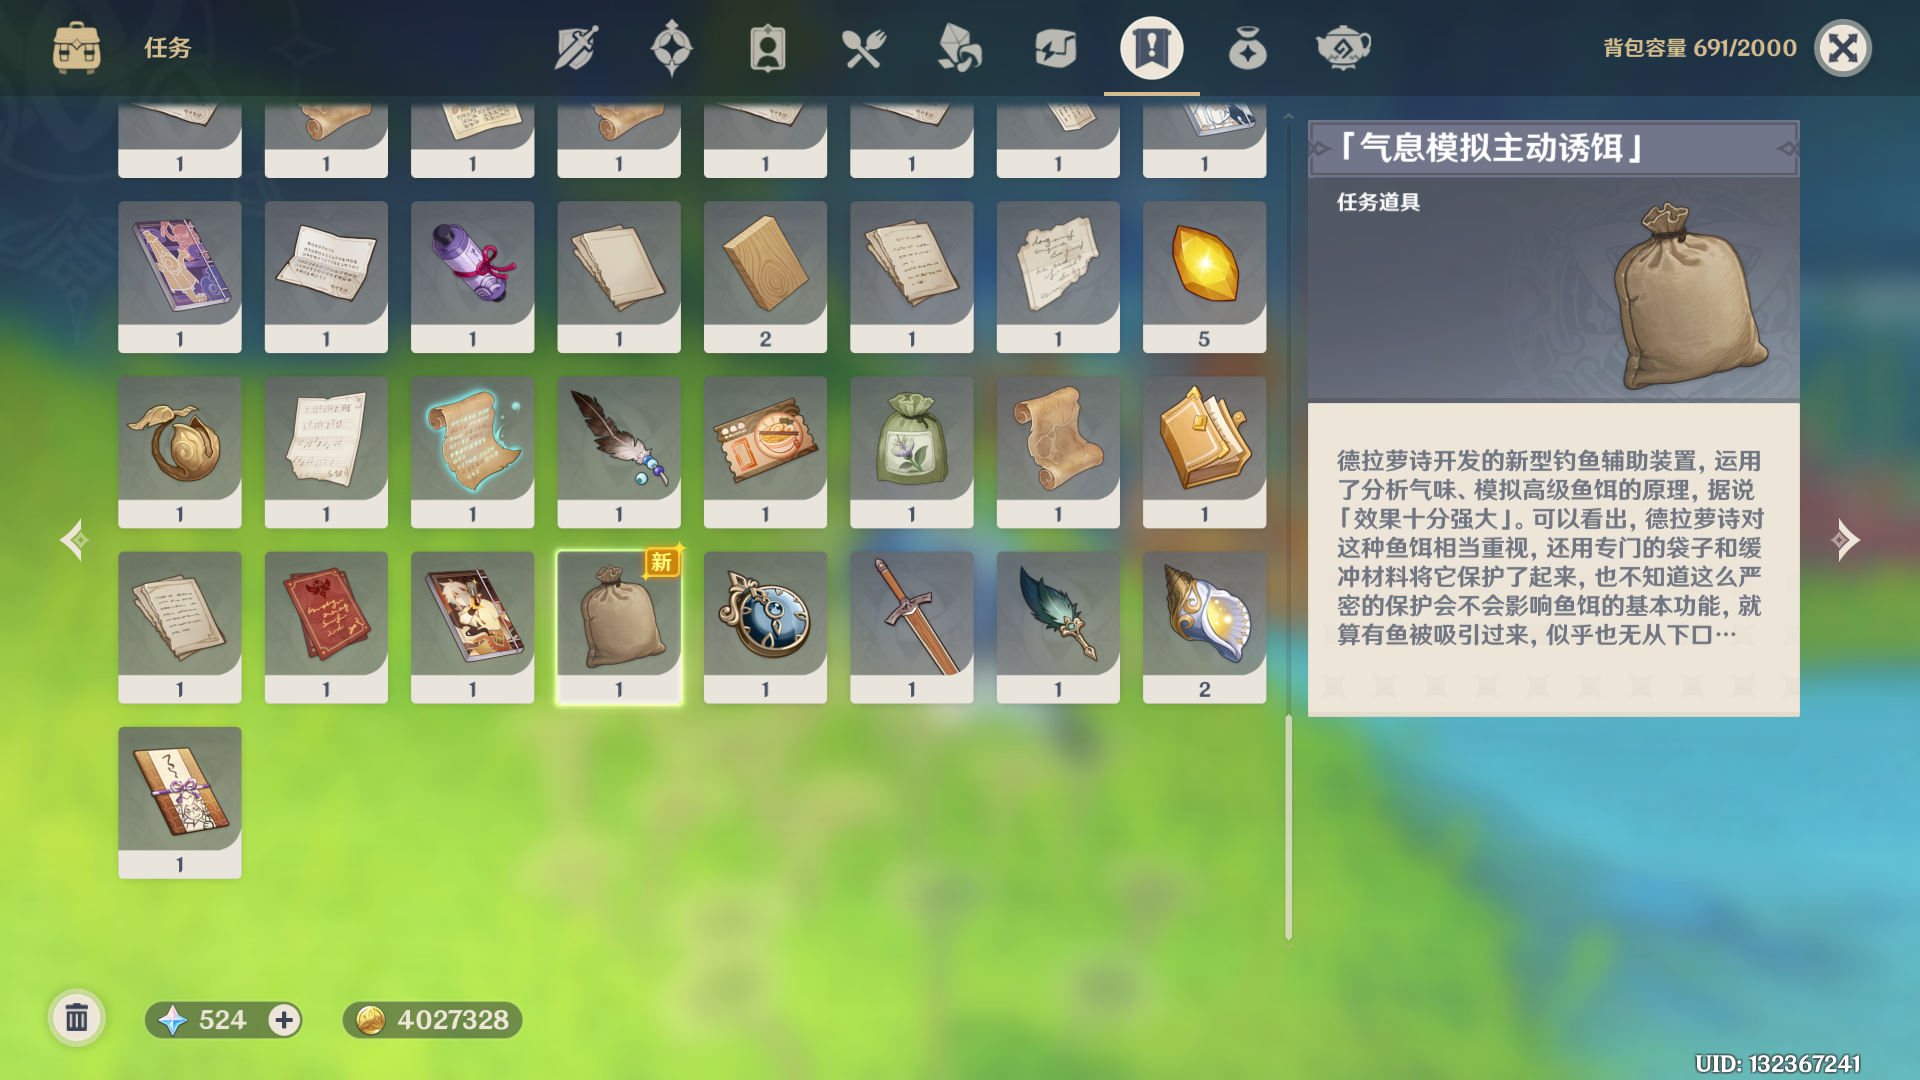 任务
背包容量 691/2000
1
1
1
1
1
1
1
1
1
1
1
1
2
1
1
5
1
1
1
1
1
1
1
1
新
1
1
1
1
1
1
1
2
1
「气息模拟主动诱饵」
任务道具
德拉萝诗开发的新型钓鱼辅助装置，运用
了分析气味、模拟高级鱼饵的原理，据说
「效果十分强大」。可以看出，德拉萝诗对
这种鱼饵相当重视，还用专门的袋子和缓
冲材料将它保护了起来，也不知道这么严
密的保护会不会影响鱼饵的基本功能，就
算有鱼被吸引过来，似乎也无从下口…
524
4027328
UID: 132367241